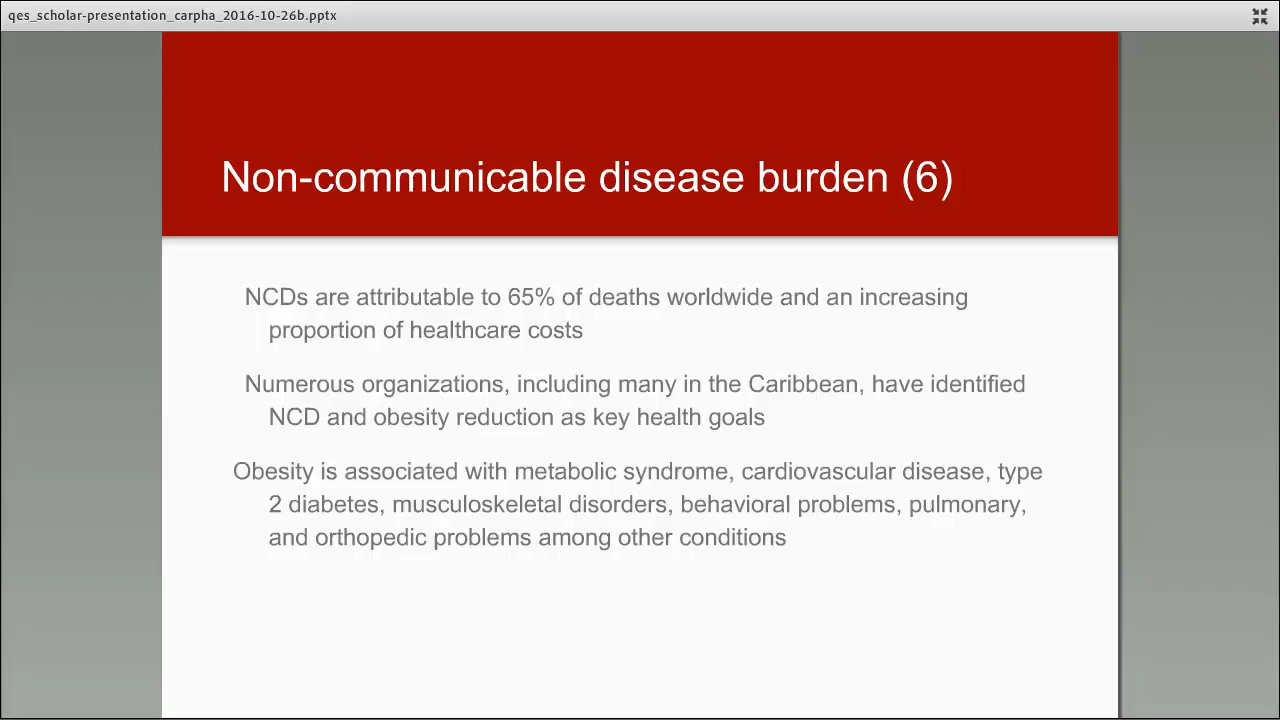 qes_scholar-presentation_carpha_2016-10-26b.pptx
Non-communicable disease burden (6)
NCDs are attributable to 65% of deaths worldwide and an increasing
proportion of healthcare costs
Numerous organizations, including many in the Caribbean, have identified
NCD and obesity reduction as key health goals
Obesity is associated with metabolic syndrome, cardiovascular disease, type
2 diabetes, musculoskeletal disorders, behavioral problems, pulmonary,
and orthopedic problems among other conditions